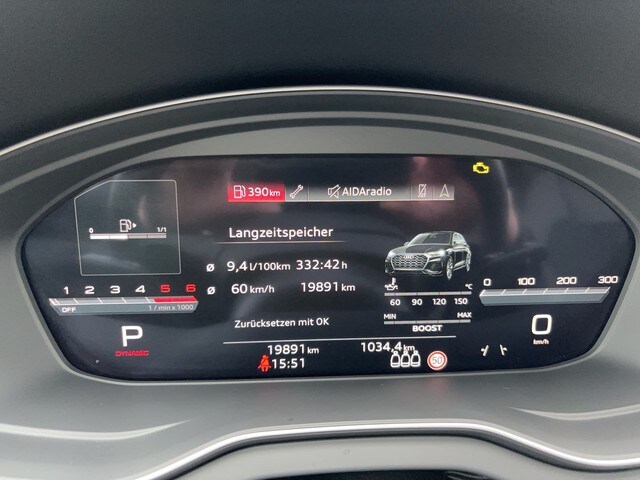 390 km
AIDAradio
0 1/1
Langzeitspeicher
ø 9,4 l/100km 332:42 h
ø 60 km/h 19891 km
Zurücksetzen mit OK
1 2 3 4 5 6
OFF 1 / min x 1000
P
DYNAMIC
°C
60 90 120 150
MIN MAX
BOOST
0 100 200 300
0
km/h
19891 km 1034.4 km
15:51
50